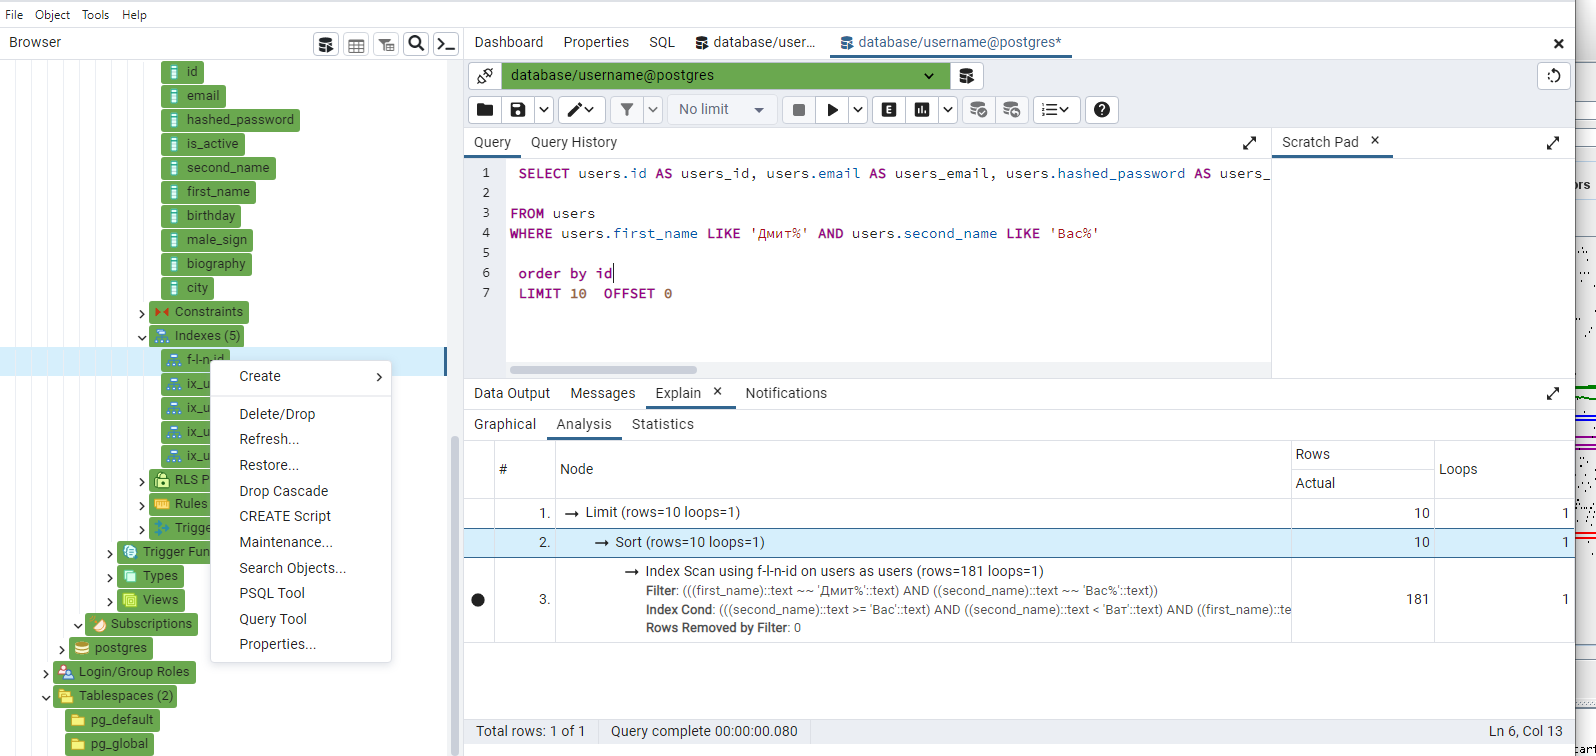 File Object Tools Help
Browser
Dashboard Properties SQL database/user... database/username@postgres*
database/username@postgres
No limit
E
Query Query History
Scratch Pad
1 SELECT users.id AS users_id, users.email AS users_email, users.hashed_password AS users_
2
3 FROM users
4 WHERE users.first_name LIKE 'Дмит%' AND users.second_name LIKE 'Вас%'
5
6 order by id
7 LIMIT 10 OFFSET 0
id
email
hashed_password
is_active
second_name
first_name
birthday
male_sign
biography
city
Constraints
Indexes (5)
f-l-n-id
ix_u
ix_u
ix_u
ix_u
RLS P
Rules
Trigge
Trigger Fun
Types
Views
Subscriptions
postgres
Login/Group Roles
Tablespaces (2)
pg_default
pg_global
Create
Delete/Drop
Refresh...
Restore...
Drop Cascade
CREATE Script
Maintenance...
Search Objects...
PSQL Tool
Query Tool
Properties...
Data Output Messages Explain Notifications
Graphical Analysis Statistics
# Node Rows Loops
Actual
1. → Limit (rows=10 loops=1) 10 1
2. → Sort (rows=10 loops=1) 10 1
3. → Index Scan using f-l-n-id on users as users (rows=181 loops=1) 181 1
Filter: (((first_name)::text ~~ 'Дмит%'::text) AND ((second_name)::text ~~ 'Вас%'::text))
Index Cond: (((second_name)::text >= 'Вас'::text) AND ((second_name)::text < 'Ват'::text) AND ((first_name)::te
Rows Removed by Filter: 0
Total rows: 1 of 1 Query complete 00:00:00.080 Ln 6, Col 13
ors
cart